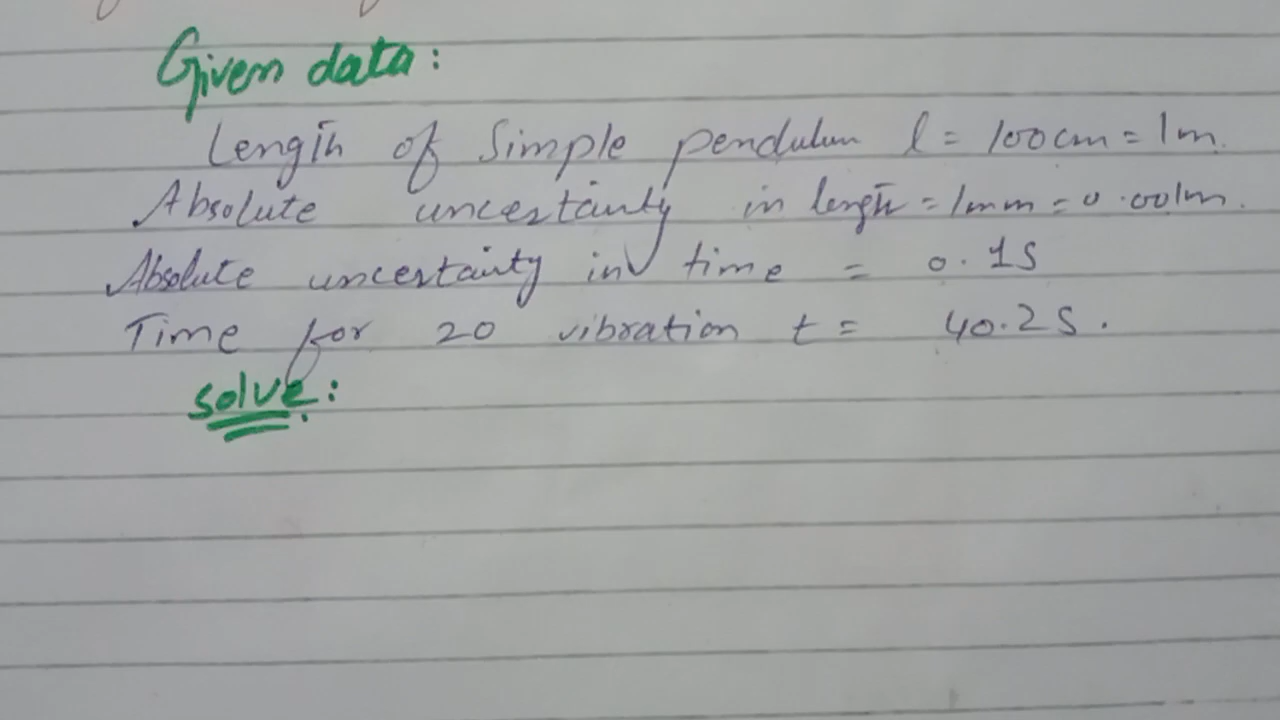 Given data:
Length of Simple pendulum l = 100cm = 1m.
Absolute uncertainty in length = 1mm = 0.001m.
Absolute uncertainty in time = 0.1S
Time for 20 vibration t = 40.2S.
solve: